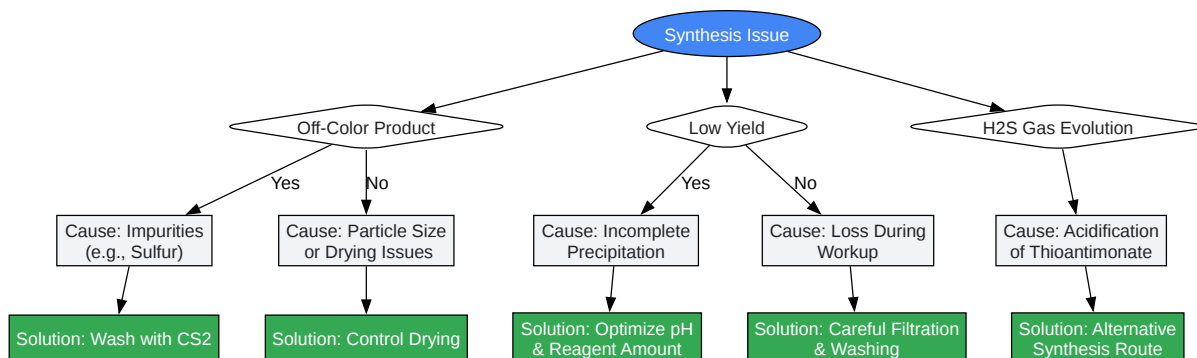 Synthesis Issue
Off-Color Product
Low Yield
H2S Gas Evolution
Yes
No
Yes
No
Cause: Impurities
(e.g., Sulfur)
Cause: Particle Size
or Drying Issues
Cause: Incomplete
Precipitation
Cause: Loss During
Workup
Cause: Acidification
of Thioantimonate
Solution: Wash with CS2
Solution: Control Drying
Solution: Optimize pH
& Reagent Amount
Solution: Careful Filtration
& Washing
Solution: Alternative
Synthesis Route